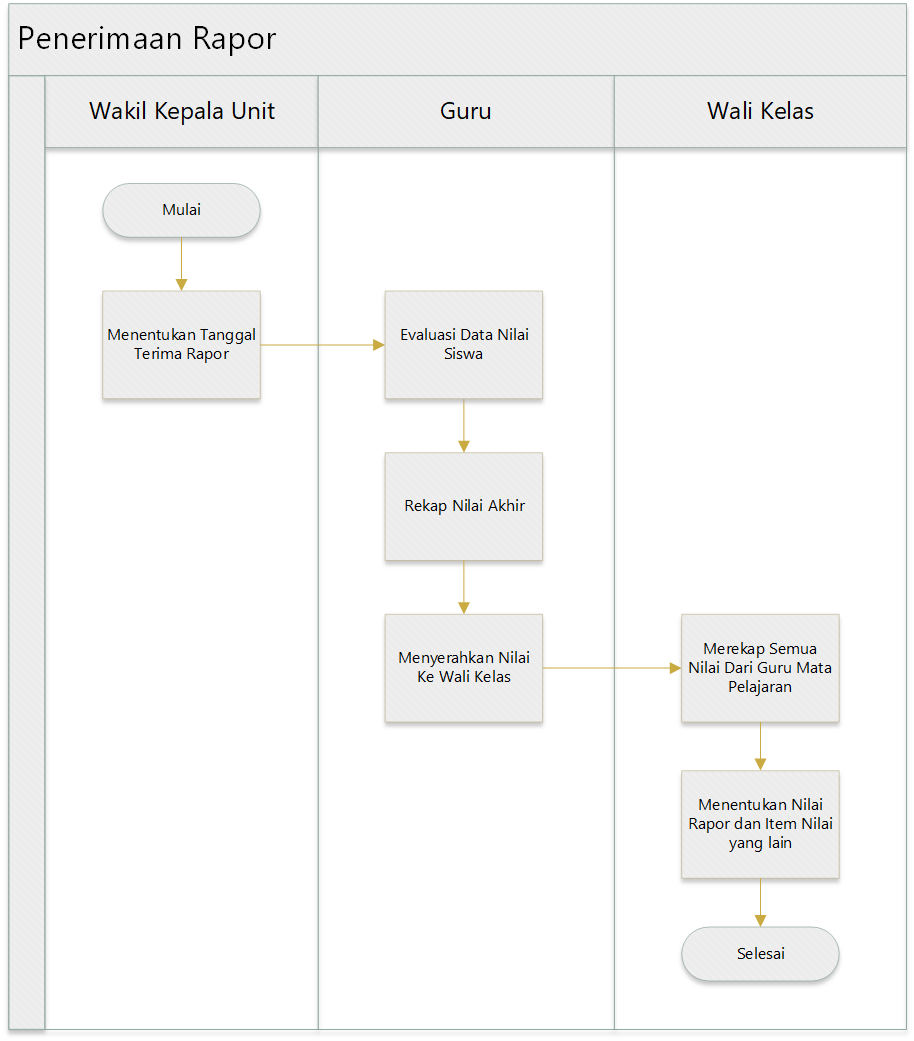 Penerimaan Rapor
Wakil Kepala Unit
Guru
Wali Kelas
Mulai
Menentukan Tanggal
Terima Rapor
Evaluasi Data Nilai
Siswa
Rekap Nilai Akhir
Menyerahkan Nilai
Ke Wali Kelas
Merekap Semua
Nilai Dari Guru Mata
Pelajaran
Menentukan Nilai
Rapor dan Item Nilai
yang lain
Selesai